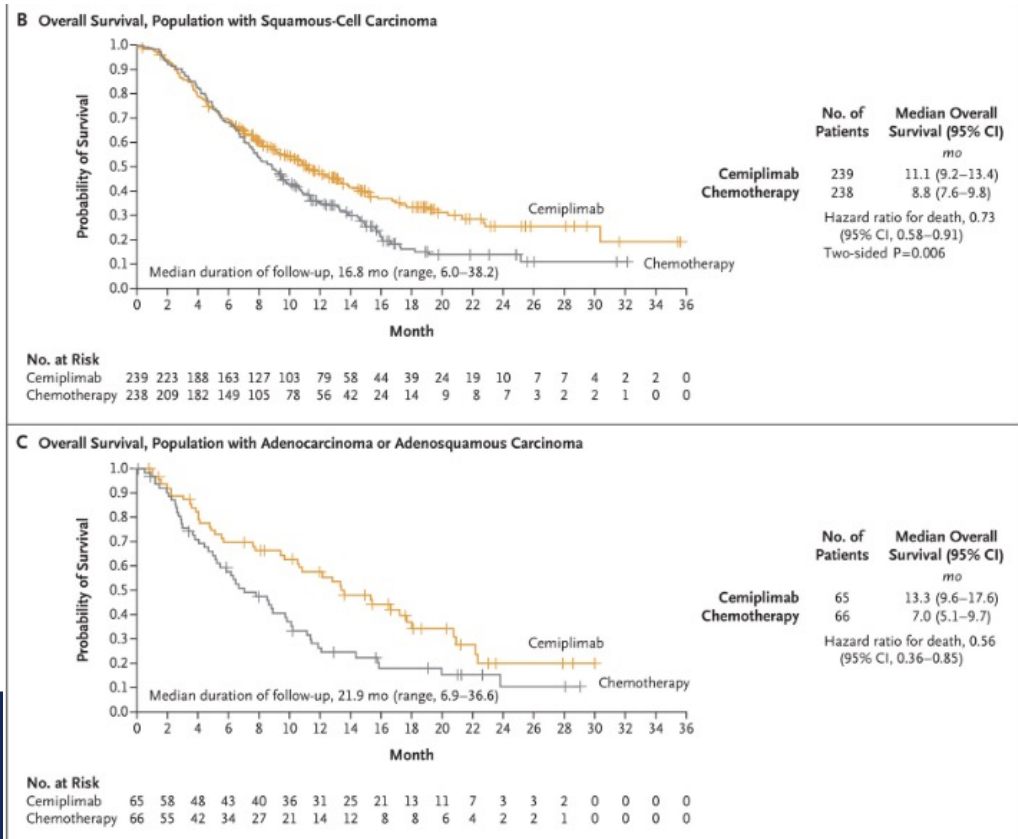 B Overall Survival, Population with Squamous-Cell Carcinoma
Probability of Survival
1.0
0.9
0.8
0.7
0.6
0.5
0.4
0.3
0.2
0.1
0.0
Cemiplimab
Chemotherapy
Median duration of follow-up, 16.8 mo (range, 6.0–38.2)
0 2 4 6 8 10 12 14 16 18 20 22 24 26 28 30 32 34 36
Month
No. of Patients
Median Overall Survival (95% CI)
mo
Cemiplimab 239 11.1 (9.2–13.4)
Chemotherapy 238 8.8 (7.6–9.8)
Hazard ratio for death, 0.73
(95% CI, 0.58–0.91)
Two-sided P=0.006
No. at Risk
Cemiplimab 239 223 188 163 127 103 79 58 44 39 24 19 10 7 7 4 2 2 0
Chemotherapy 238 209 182 149 105 78 56 42 24 14 9 8 7 3 2 2 1 0 0
C Overall Survival, Population with Adenocarcinoma or Adenosquamous Carcinoma
Probability of Survival
1.0
0.9
0.8
0.7
0.6
0.5
0.4
0.3
0.2
0.1
0.0
Cemiplimab
Chemotherapy
Median duration of follow-up, 21.9 mo (range, 6.9–36.6)
0 2 4 6 8 10 12 14 16 18 20 22 24 26 28 30 32 34 36
Month
No. of Patients
Median Overall Survival (95% CI)
mo
Cemiplimab 65 13.3 (9.6–17.6)
Chemotherapy 66 7.0 (5.1–9.7)
Hazard ratio for death, 0.56
(95% CI, 0.36–0.85)
No. at Risk
Cemiplimab 65 58 48 43 40 36 31 25 21 13 11 7 3 3 2 0 0 0 0
Chemotherapy 66 55 42 34 27 21 14 12 8 8 6 4 2 2 1 0 0 0 0